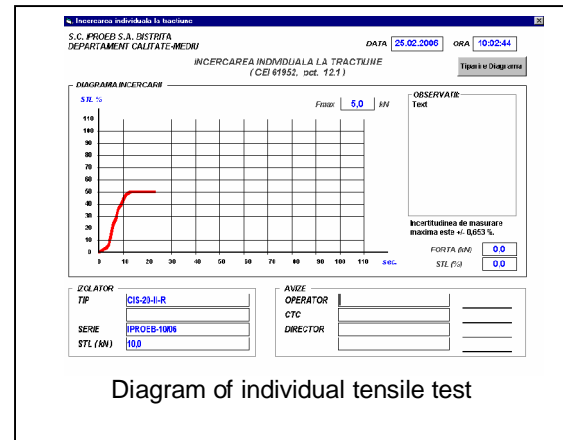 Incercarea individuala la tractiune
S.C. IPROEB S.A. BISTRITA
DEPARTAMENT CALITATE-MEDIU
DATA 25.02.2006 ORA 10:02:44
INCERCAREA INDIVIDUALA LA TRACTIUNE
( CEI 61952, pct. 12.1 )
Tiparire Diagrama
DIAGRAMA INCERCARII
STL %
Fmax 5,0 kN
110
100
90
80
70
60
50
40
30
20
10
0
0 10 20 30 40 50 60 70 80 90 100 110 sec.
OBSERVATII:
Text
Incertitudinea de masurare
maxima este +/- 0,653 %.
FORTA (kN) 0,0
STL (%) 0,0
IZOLATOR
TIP CIS-20-II-R
SERIE IPROEB-10/06
STL ( kN ) 10,0
AVIZE
OPERATOR
CTC
DIRECTOR
Diagram of individual tensile test